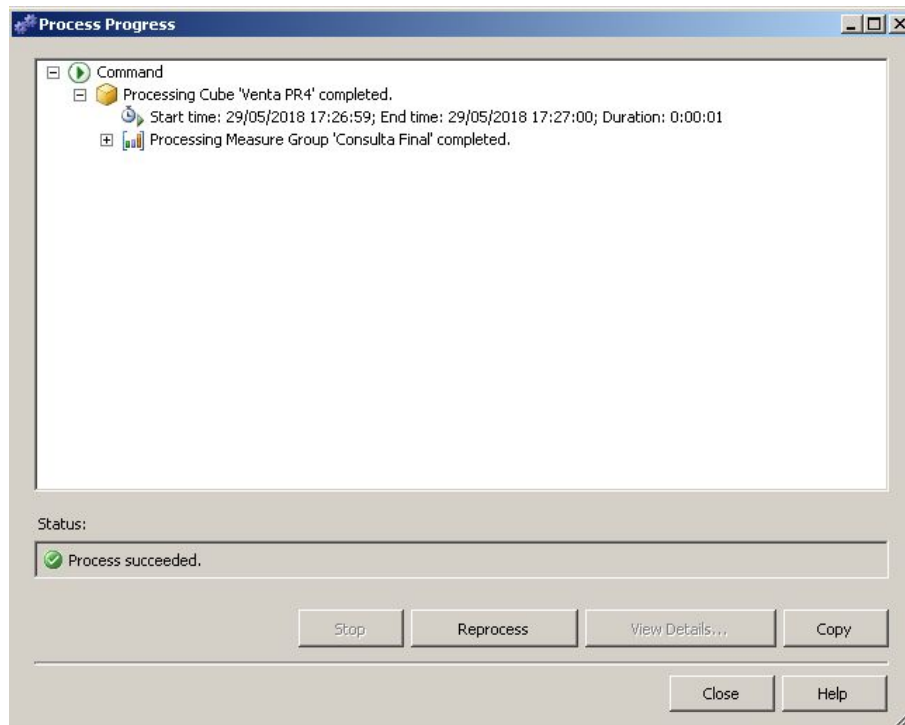 Process Progress
Command
Processing Cube 'Venta PR4' completed.
Start time: 29/05/2018 17:26:59; End time: 29/05/2018 17:27:00; Duration: 0:00:01
Processing Measure Group 'Consulta Final' completed.
Status:
Process succeeded.
Stop Reprocess View Details... Copy
Close Help